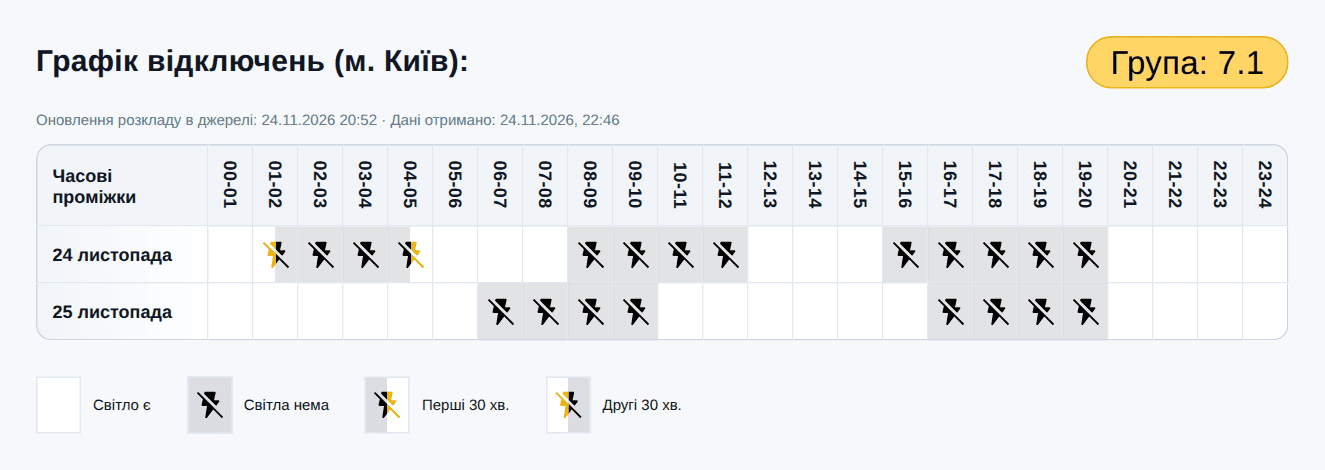 Графік відключень (м. Київ):
Група: 7.1
Оновлення розкладу в джерелі: 24.11.2026 20:52 · Дані отримано: 24.11.2026, 22:46
Часові
проміжки
00-01
01-02
02-03
03-04
04-05
05-06
06-07
07-08
08-09
09-10
10-11
11-12
12-13
13-14
14-15
15-16
16-17
17-18
18-19
19-20
20-21
21-22
22-23
23-24
24 листопада
25 листопада
Світло є
Світла нема
Перші 30 хв.
Другі 30 хв.